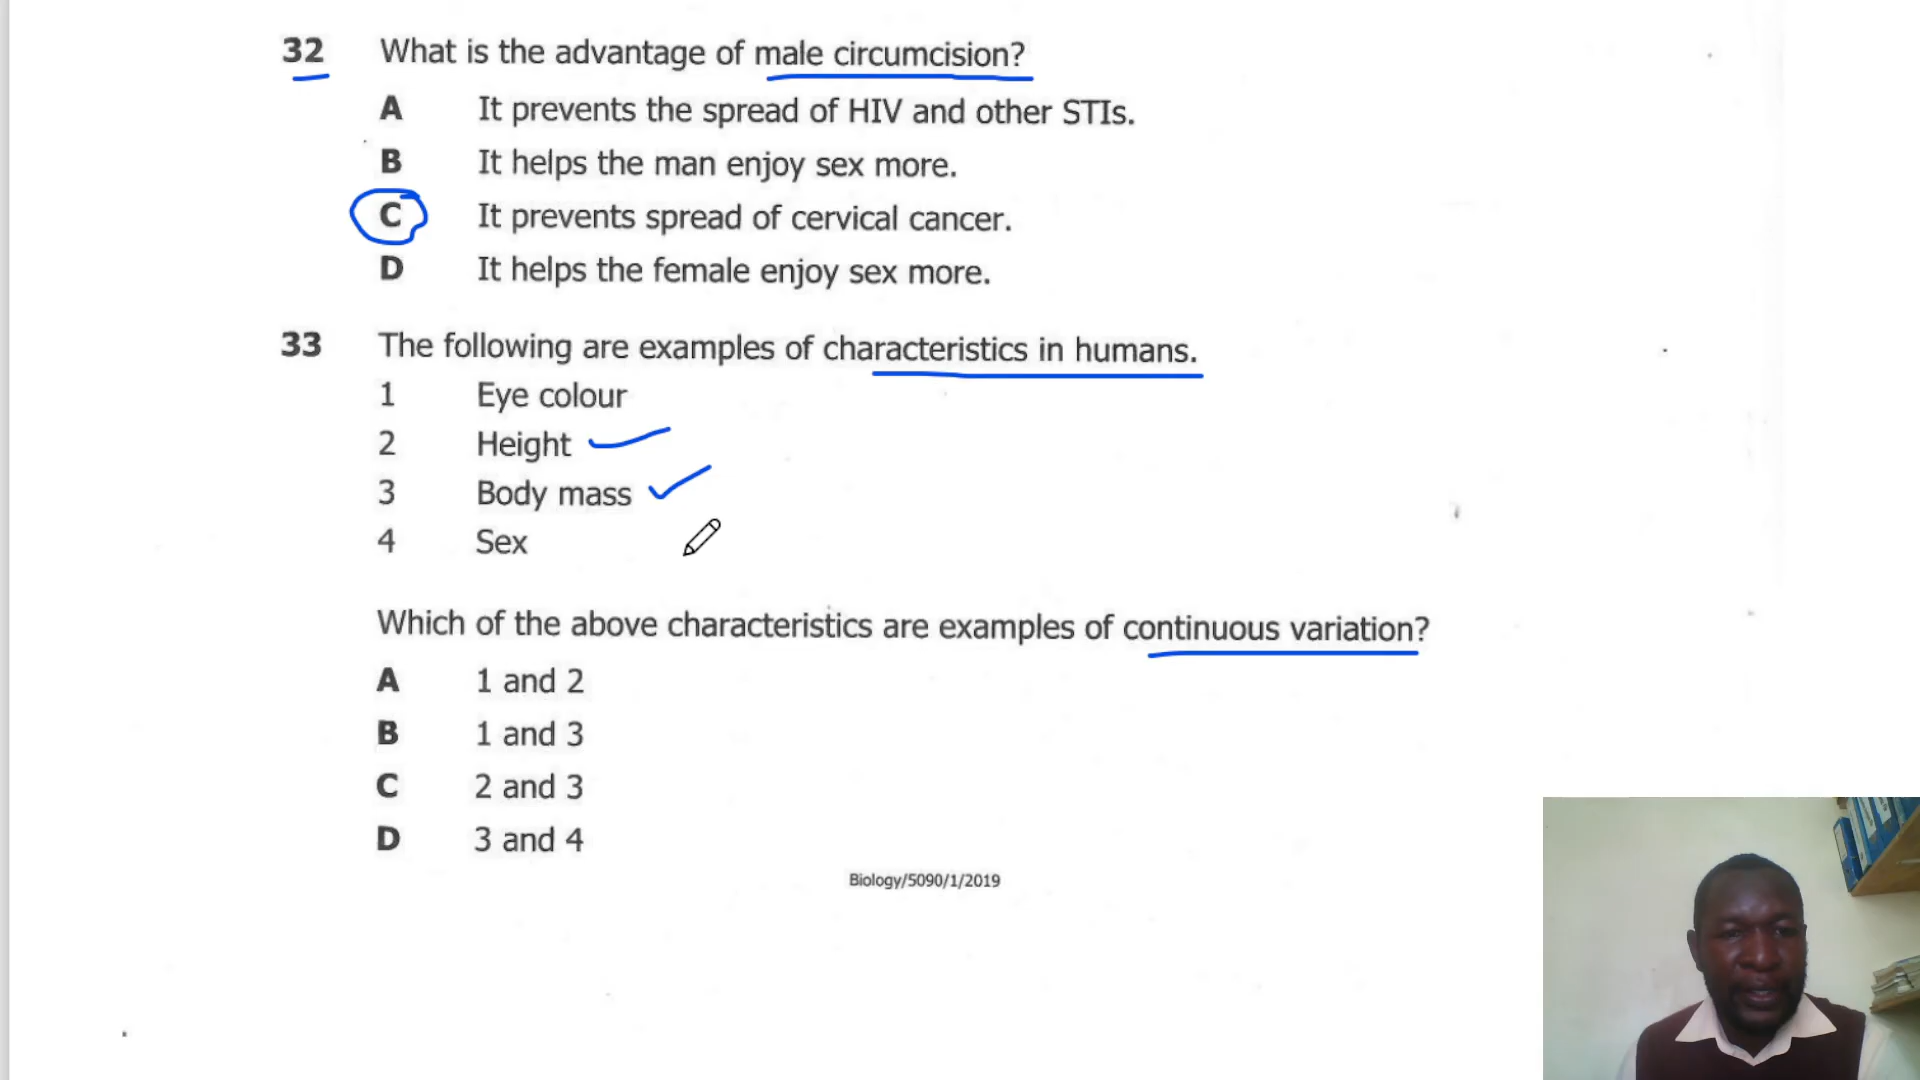 32 What is the advantage of male circumcision?
A It prevents the spread of HIV and other STIs.
B It helps the man enjoy sex more.
C It prevents spread of cervical cancer.
D It helps the female enjoy sex more.
33 The following are examples of characteristics in humans.
1 Eye colour
2 Height
3 Body mass
4 Sex
Which of the above characteristics are examples of continuous variation?
A 1 and 2
B 1 and 3
C 2 and 3
D 3 and 4
Biology/5090/1/2019